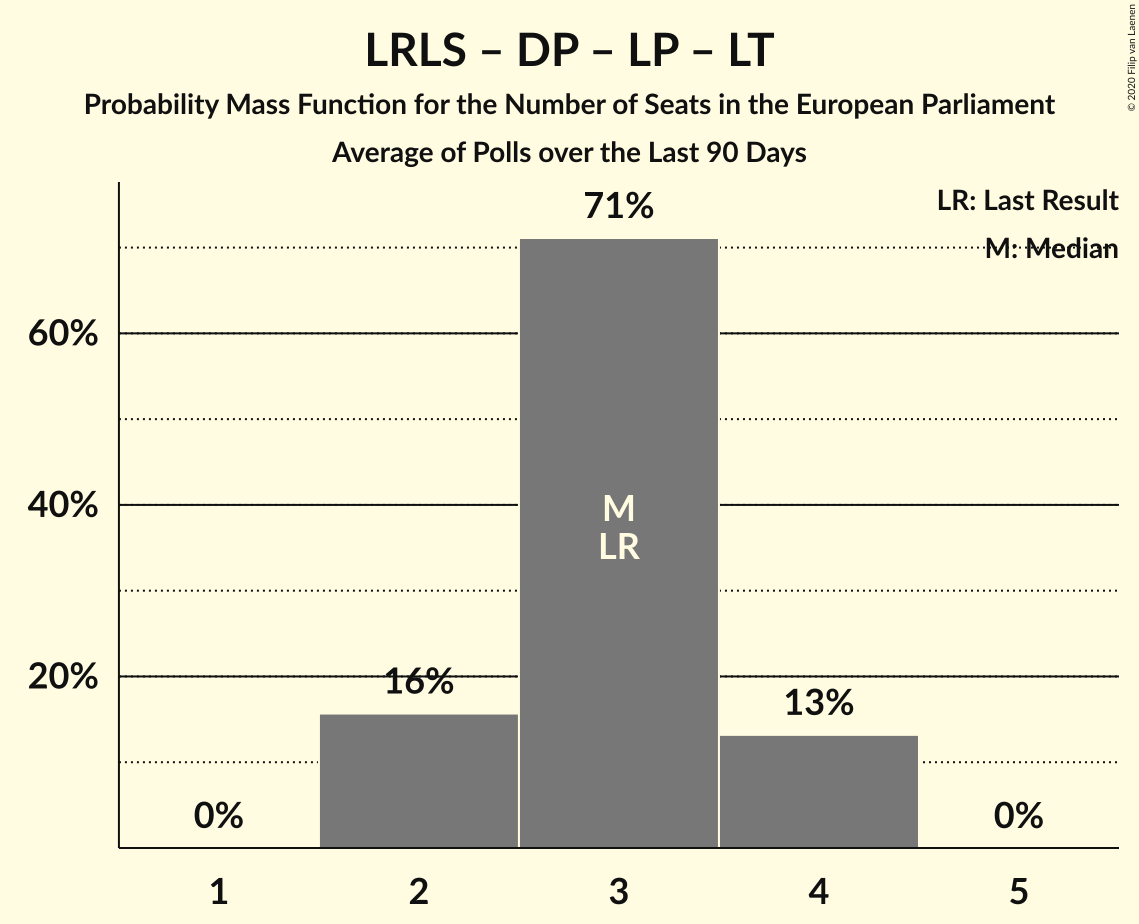 LRLS – DP – LP – LT
Probability Mass Function for the Number of Seats in the European Parliament
Average of Polls over the Last 90 Days
© 2020 Filip van Laenen
LR: Last Result
M: Median
71%
60%
40%
M
LR
20%
16%
13%
0%
0%
1
2
3
4
5